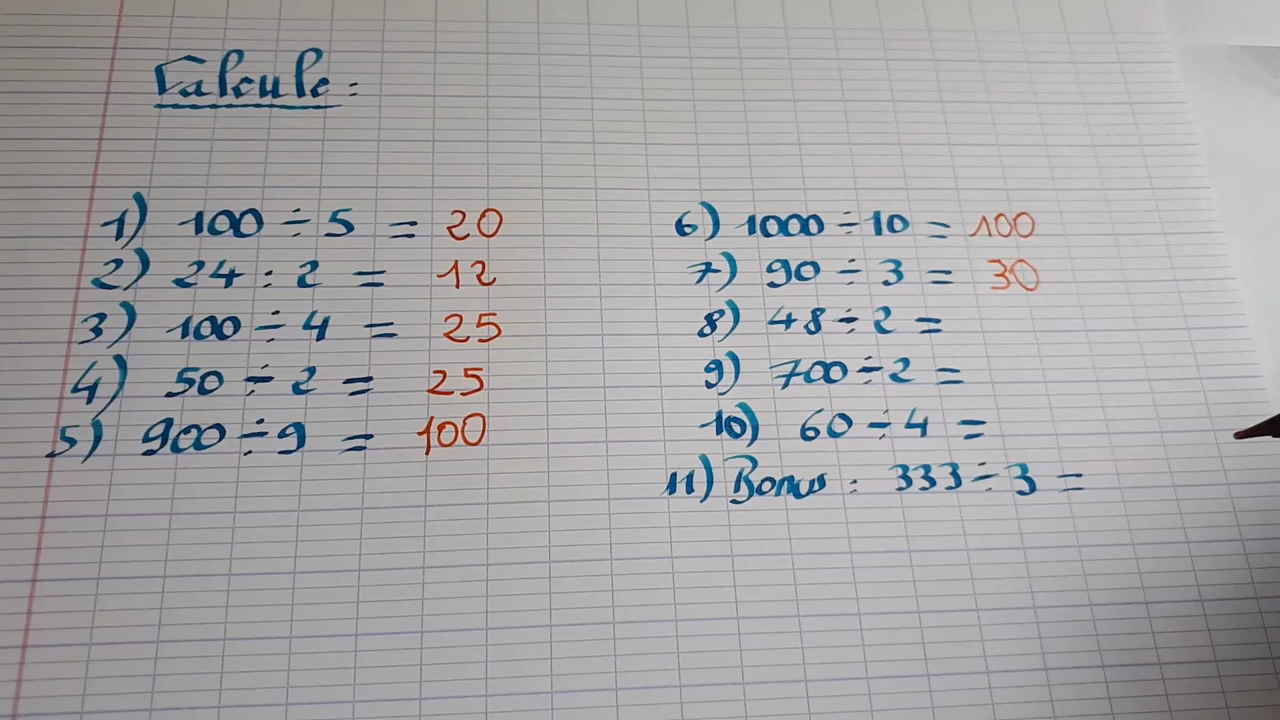 Calcule :
1) 100 ÷ 5 = 20
2) 24 : 2 = 12
3) 100 ÷ 4 = 25
4) 50 ÷ 2 = 25
5) 900 ÷ 9 = 100
6) 1000 ÷ 10 = 100
7) 90 ÷ 3 = 30
8) 48 ÷ 2 =
9) 700 ÷ 2 =
10) 60 ÷ 4 =
11) Bonus : 333 ÷ 3 =